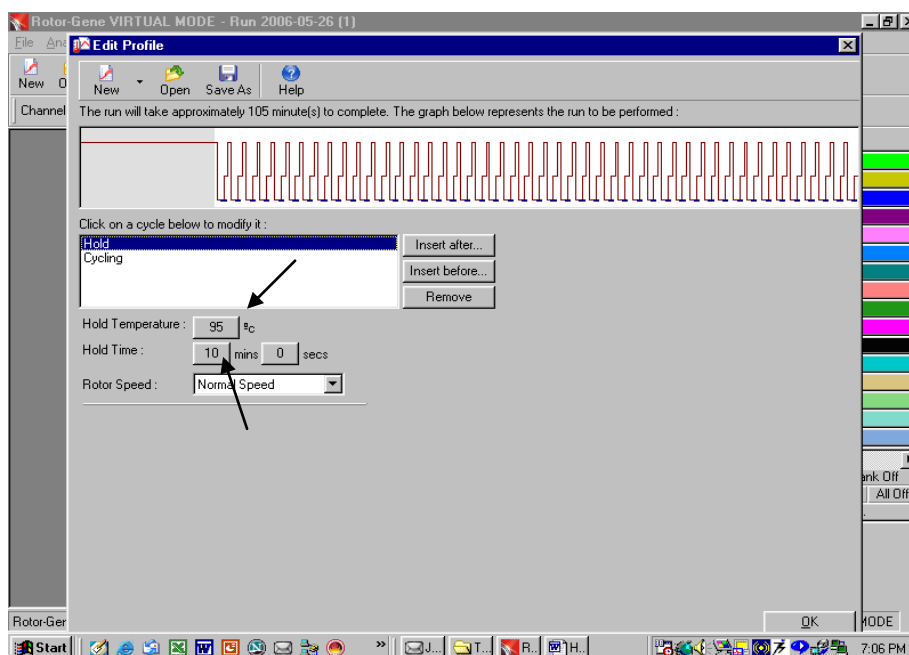 Rotor-Gene VIRTUAL MODE - Run 2006-05-26 (1)
File Ana
Edit Profile
New Open Save As Help
New
Channel
The run will take approximately 105 minute(s) to complete. The graph below represents the run to be performed :
Click on a cycle below to modify it :
Hold
Cycling
Insert after...
Insert before...
Remove
Hold Temperature : 95 ºC
Hold Time : 10 mins 0 secs
Rotor Speed : Normal Speed
ank Off
All Off
OK
Rotor-Ger
MODE
Start » J... T... R.. H.. 7:06 PM